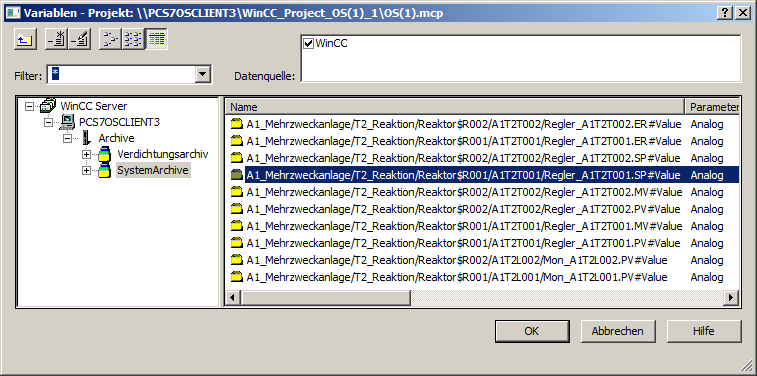 Variablen - Projekt: \\PCS7OSCLIENT3\WinCC_Project_OS(1)_1\OS(1).mcp
Filter: *
Datenquelle: WinCC
WinCC Server
PCS7OSCLIENT3
Archive
Verdichtungsarchiv
SystemArchive
Name Parameter
A1_Mehrzweckanlage/T2_Reaktion/Reaktor$R002/A1T2T002/Regler_A1T2T002.ER#Value Analog
A1_Mehrzweckanlage/T2_Reaktion/Reaktor$R001/A1T2T001/Regler_A1T2T001.ER#Value Analog
A1_Mehrzweckanlage/T2_Reaktion/Reaktor$R002/A1T2T002/Regler_A1T2T002.SP#Value Analog
A1_Mehrzweckanlage/T2_Reaktion/Reaktor$R001/A1T2T001/Regler_A1T2T001.SP#Value Analog
A1_Mehrzweckanlage/T2_Reaktion/Reaktor$R002/A1T2T002/Regler_A1T2T002.MV#Value Analog
A1_Mehrzweckanlage/T2_Reaktion/Reaktor$R002/A1T2T002/Regler_A1T2T002.PV#Value Analog
A1_Mehrzweckanlage/T2_Reaktion/Reaktor$R001/A1T2T001/Regler_A1T2T001.MV#Value Analog
A1_Mehrzweckanlage/T2_Reaktion/Reaktor$R001/A1T2T001/Regler_A1T2T001.PV#Value Analog
A1_Mehrzweckanlage/T2_Reaktion/Reaktor$R002/A1T2L002/Mon_A1T2L002.PV#Value Analog
A1_Mehrzweckanlage/T2_Reaktion/Reaktor$R001/A1T2L001/Mon_A1T2L001.PV#Value Analog
OK Abbrechen Hilfe